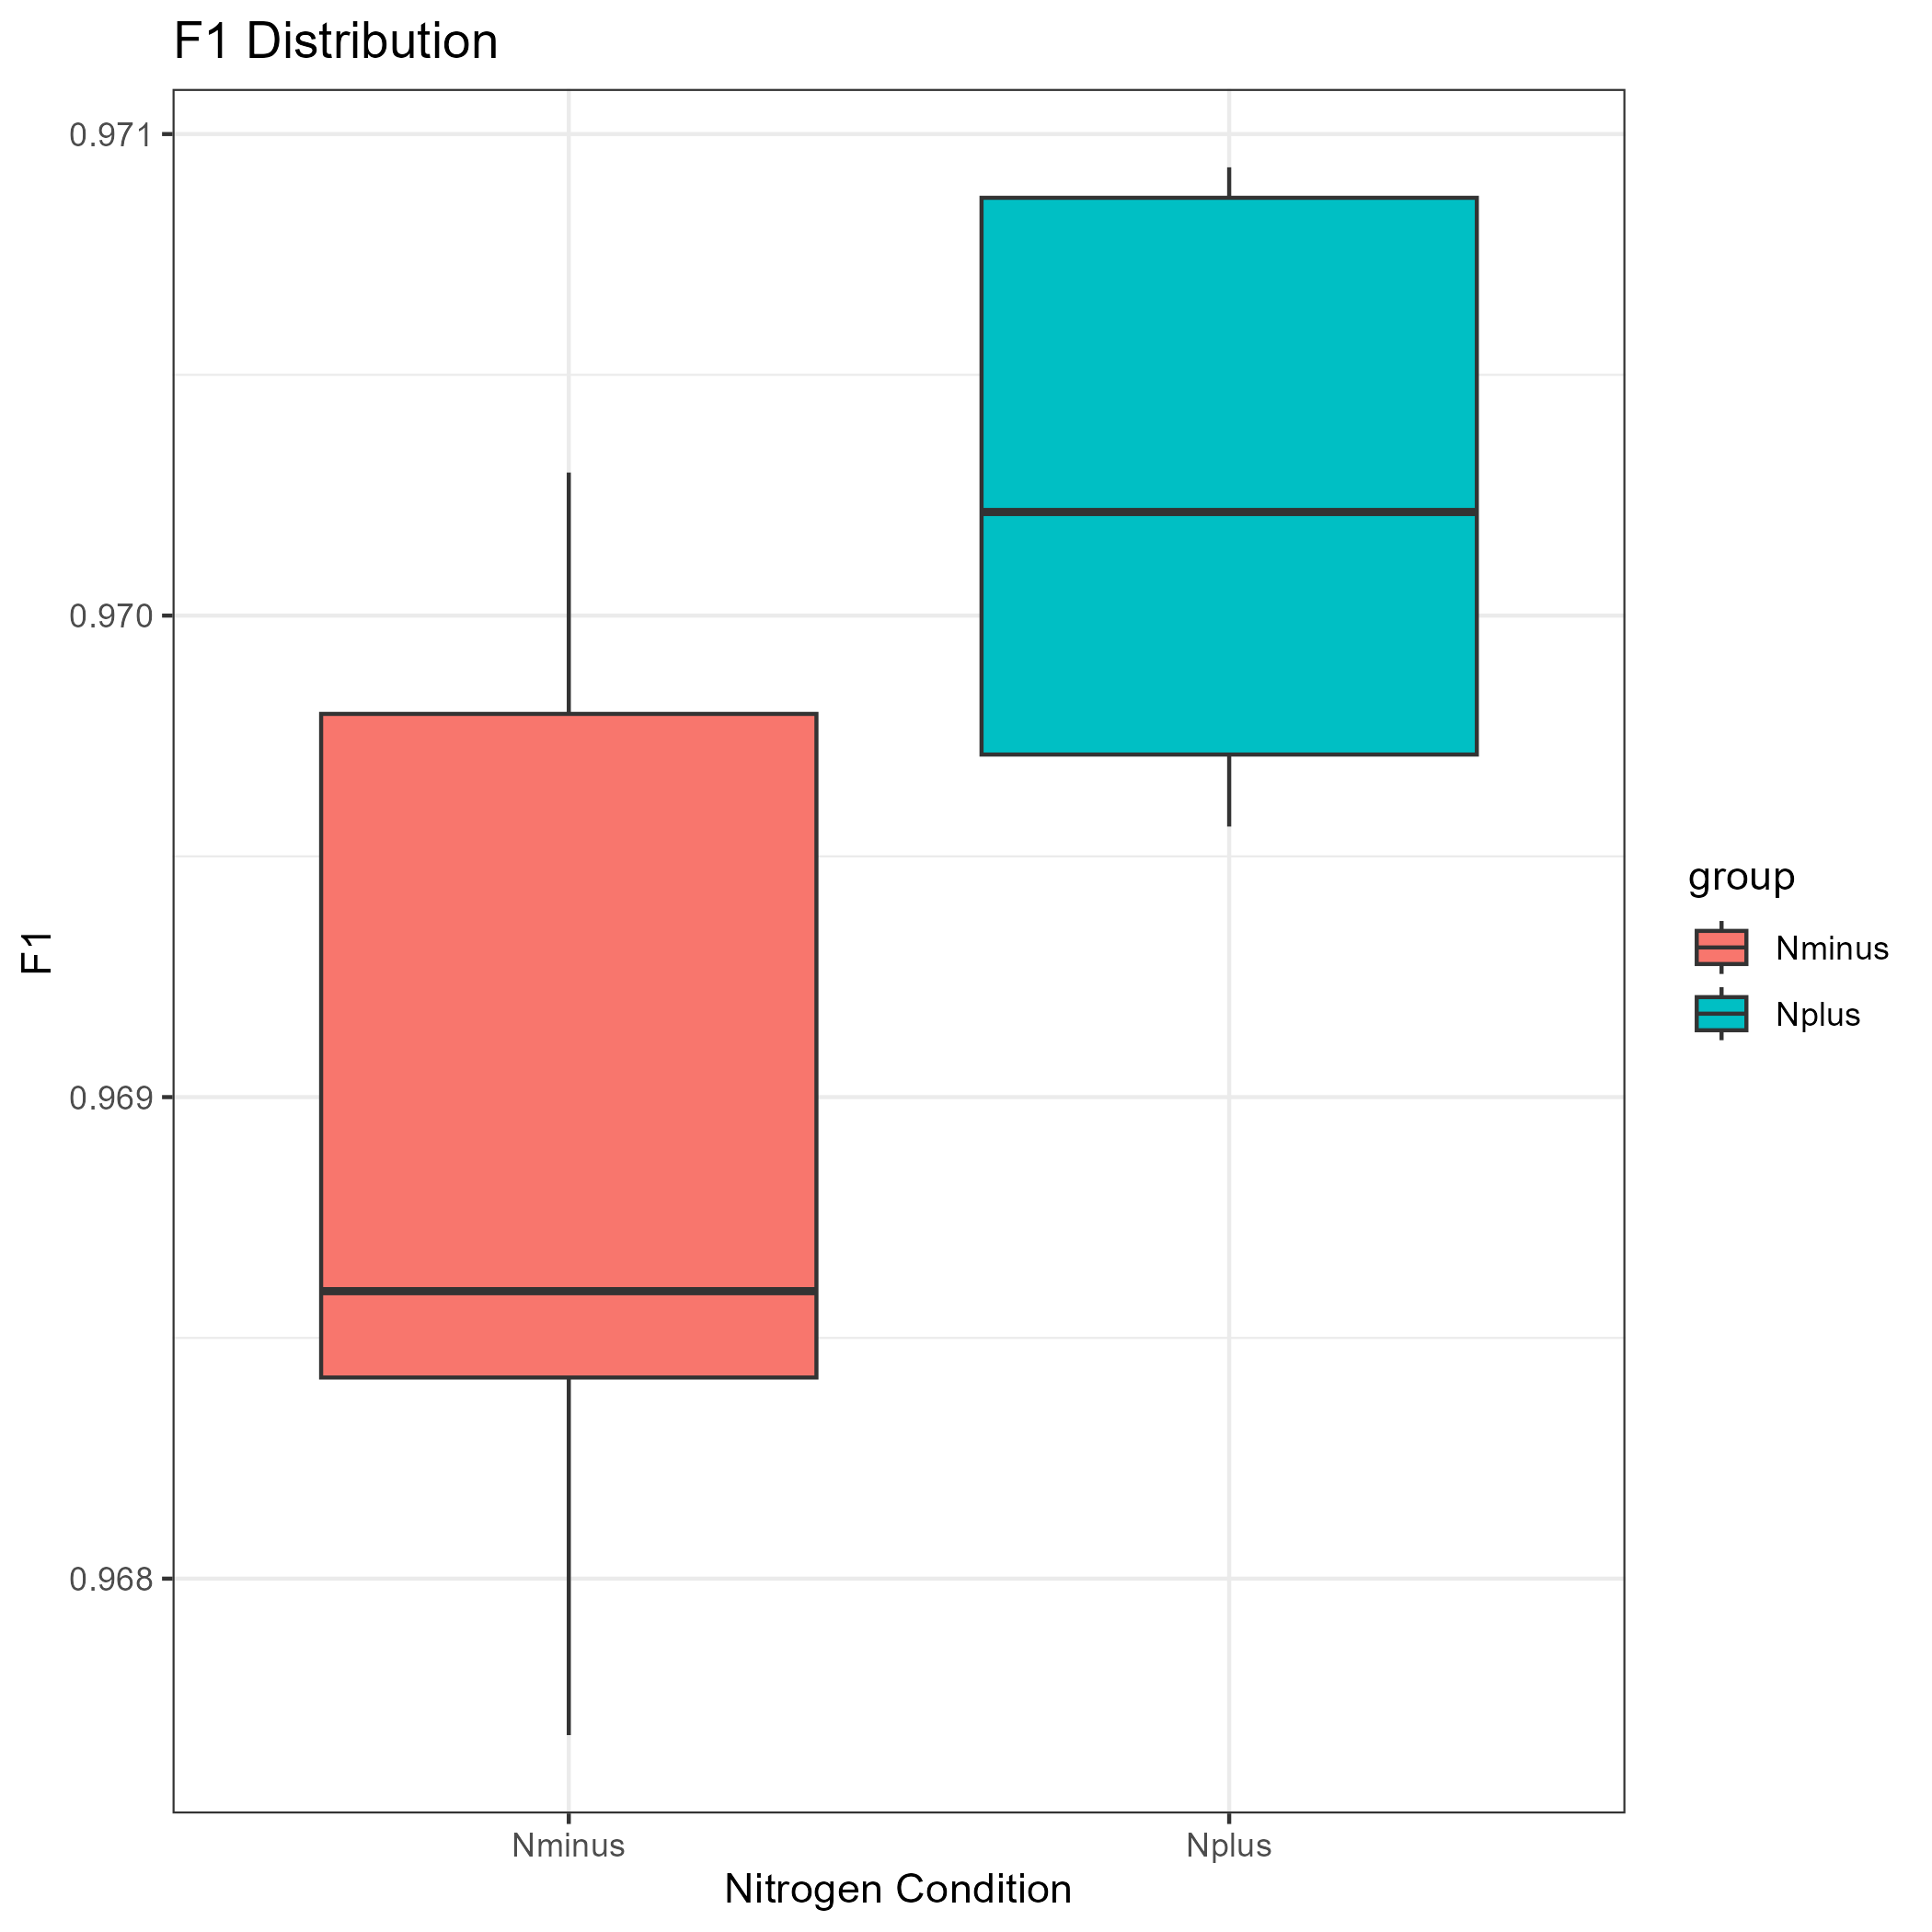 F1 Distribution
0.971
0.970
0.969
0.968
F1
Nminus
Nplus
Nitrogen Condition
group
Nminus
Nplus